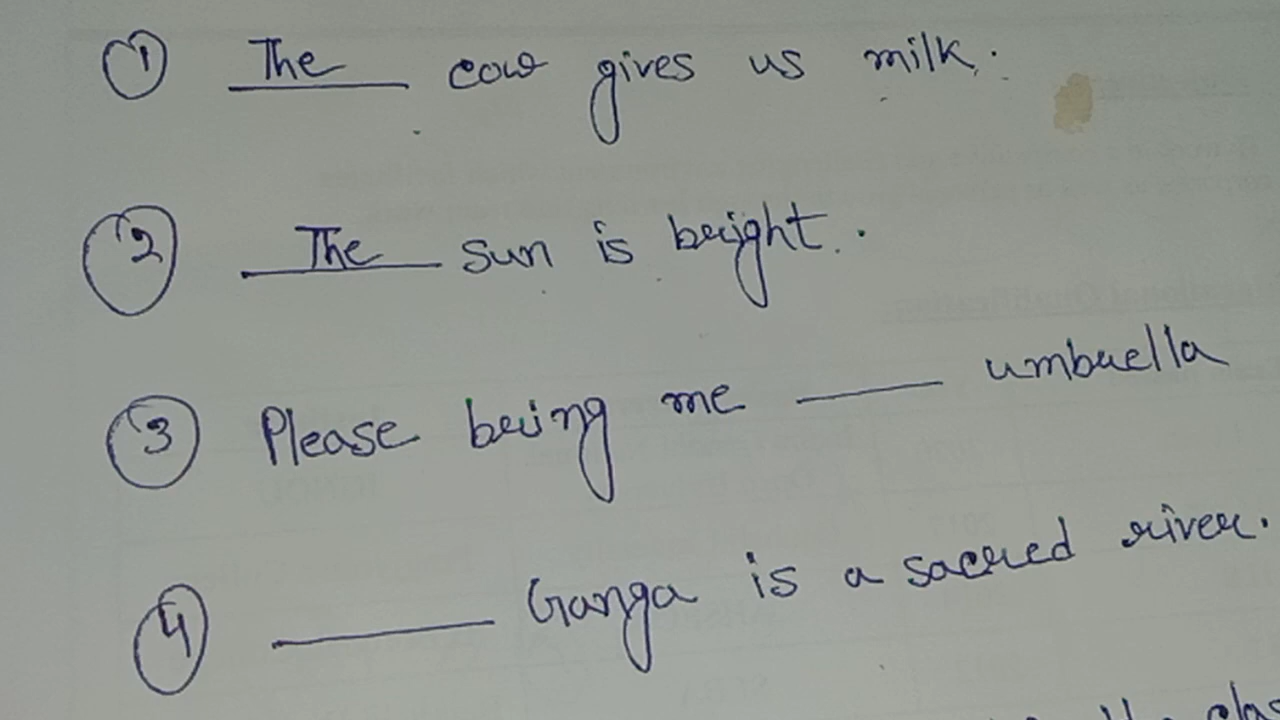 1 The cow gives us milk.
2 The sun is bright.
3 Please bring me ____ umbrella
4 ____ Ganga is a sacred river.